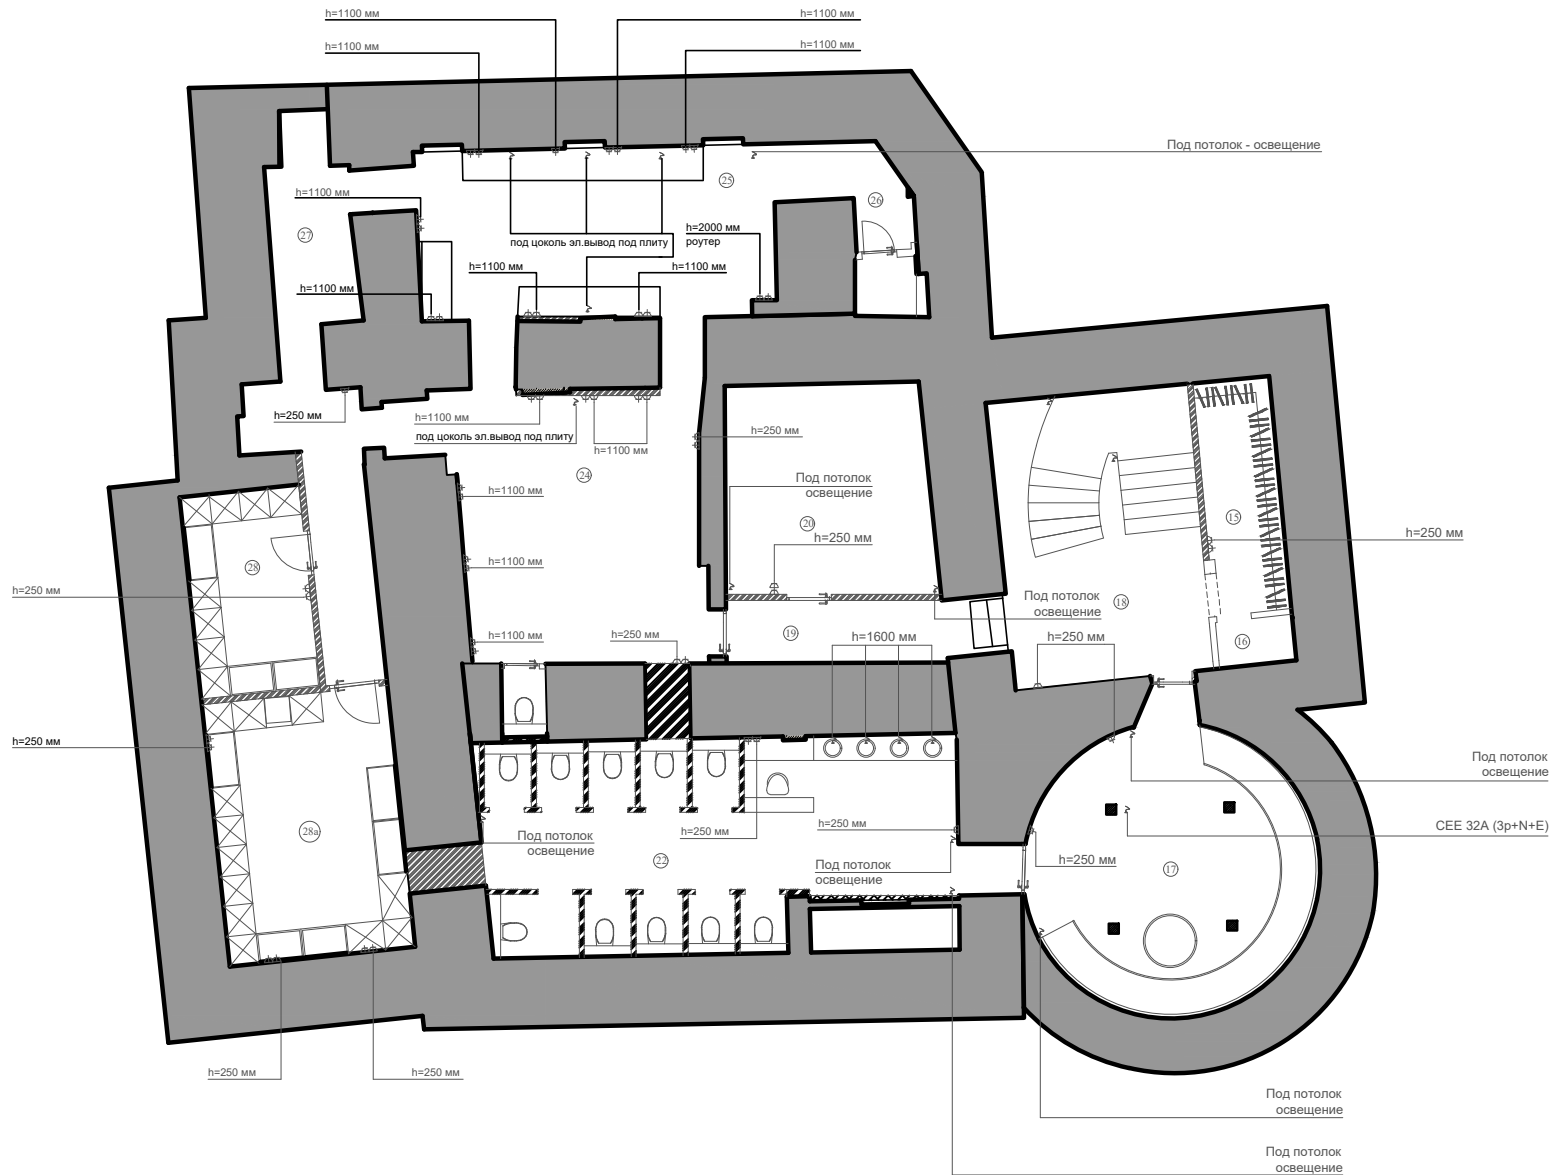 h=1100 мм
h=1100 мм
h=1100 мм
h=1100 мм
Под потолок - освещение
25
h=1100 мм
26
27
h=2000 мм
роутер
под цоколь эл.вывод под плиту
h=1100 мм
h=1100 мм
h=1100 мм
h=250 мм
h=1100 мм
под цоколь эл.вывод под плиту
h=1100 мм
h=250 мм
24
Под потолок
освещение
h=1100 мм
20
15
h=250 мм
h=250 мм
h=1100 мм
28
h=250 мм
Под потолок
освещение
18
19
h=1100 мм
h=250 мм
h=1600 мм
h=250 мм
16
h=250 мм
Под потолок
освещение
28a
Под потолок
освещение
h=250 мм
h=250 мм
CEE 32A (3p+N+E)
22
Под потолок
освещение
h=250 мм
17
h=250 мм
h=250 мм
Под потолок
освещение
Под потолок
освещение